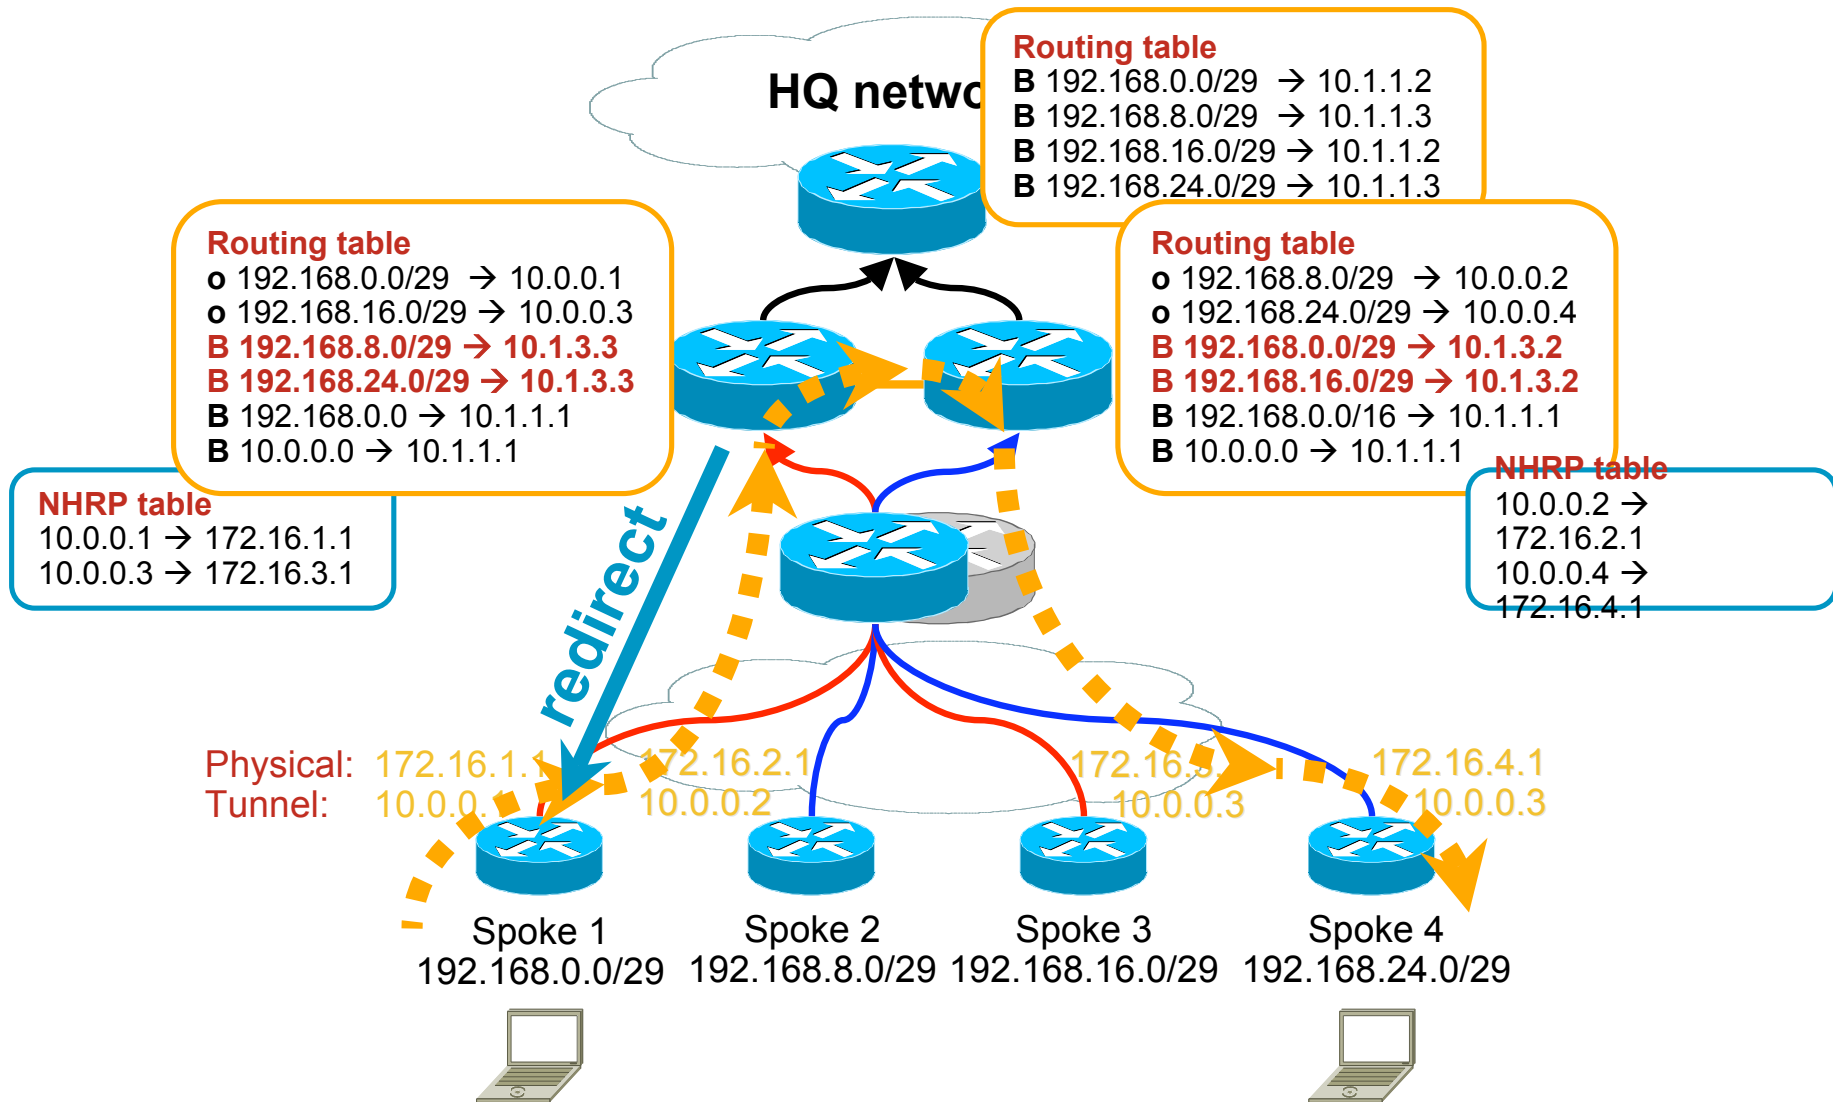 HQ netwo
Routing table
B 192.168.0.0/29 → 10.1.1.2
B 192.168.8.0/29 → 10.1.1.3
B 192.168.16.0/29 → 10.1.1.2
B 192.168.24.0/29 → 10.1.1.3
Routing table
o 192.168.0.0/29 → 10.0.0.1
o 192.168.16.0/29 → 10.0.0.3
B 192.168.8.0/29 → 10.1.3.3
B 192.168.24.0/29 → 10.1.3.3
B 192.168.0.0 → 10.1.1.1
B 10.0.0.0 → 10.1.1.1
Routing table
o 192.168.8.0/29 → 10.0.0.2
o 192.168.24.0/29 → 10.0.0.4
B 192.168.0.0/29 → 10.1.3.2
B 192.168.16.0/29 → 10.1.3.2
B 192.168.0.0/16 → 10.1.1.1
B 10.0.0.0 → 10.1.1.1
NHRP table
10.0.0.1 → 172.16.1.1
10.0.0.3 → 172.16.3.1
NHRP table
10.0.0.2 →
172.16.2.1
10.0.0.4 →
172.16.4.1
redirect
Physical: 172.16.1.1 172.16.2.1 172.16.3. 172.16.4.1
Tunnel: 10.0.0.1 10.0.0.2 10.0.0.3 10.0.0.3
Spoke 1 Spoke 2 Spoke 3 Spoke 4
192.168.0.0/29 192.168.8.0/29 192.168.16.0/29 192.168.24.0/29